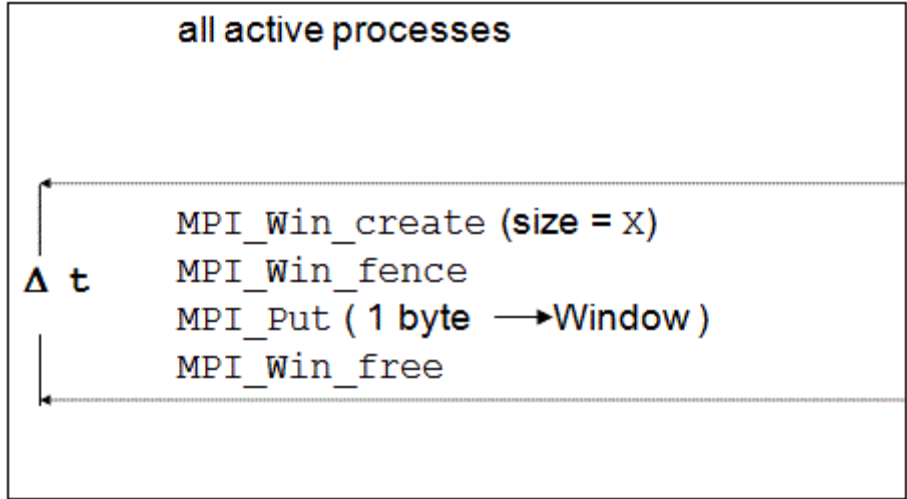 all active processes
MPI_Win_create (size = X)
MPI_Win_fence
Δ t
MPI_Put ( 1 byte → Window )
MPI_Win_free